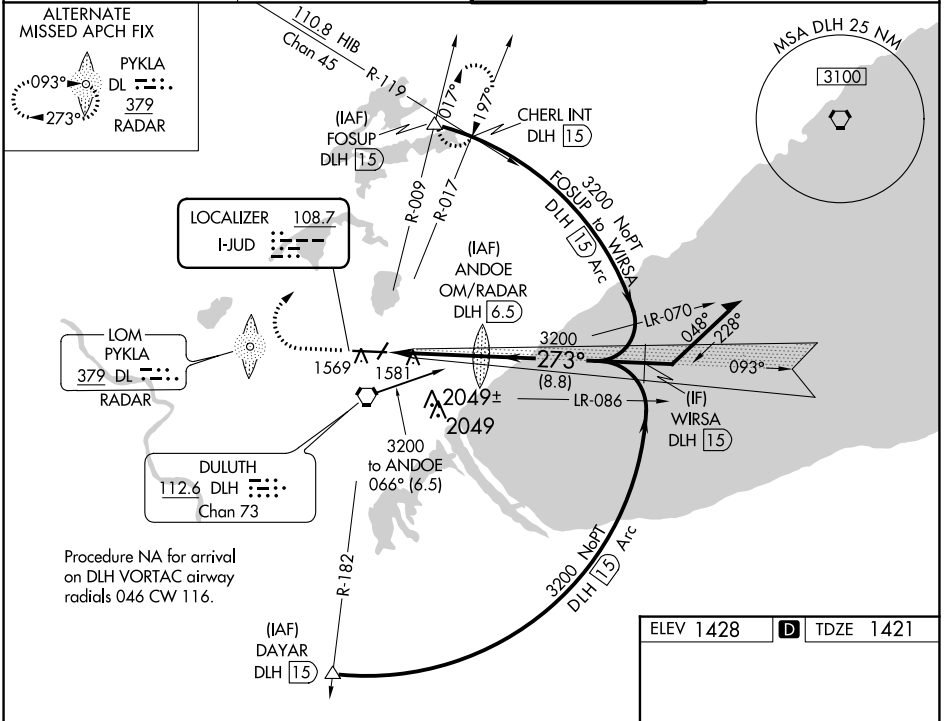 ALTERNATE
MISSED APCH FIX
PYKLA
DL
379
RADAR
093°
273°
110.8 HIB
Chan 45
R-119
017°
197°
(IAF)
FOSUP
DLH 15
CHERL INT
DLH 15
MSA DLH 25 NM
3100
R-009
R-017
3200 NoPT
FOSUP to WIRSA
DLH 15 Arc
LOCALIZER 108.7
I-JUD
(IAF)
ANDOE
OM/RADAR
DLH 6.5
LR-070
048°
228°
3200
273°
(8.8)
093°
LOM
PYKLA
379 DL
RADAR
1569
1581
2049±
2049
LR-086
(IF)
WIRSA
DLH 15
3200
to ANDOE
066° (6.5)
DULUTH
112.6 DLH
Chan 73
R-182
3200 NoPT
DLH 15 Arc
Procedure NA for arrival
on DLH VORTAC airway
radials 046 CW 116.
(IAF)
DAYAR
DLH 15
ELEV 1428 D TDZE 1421